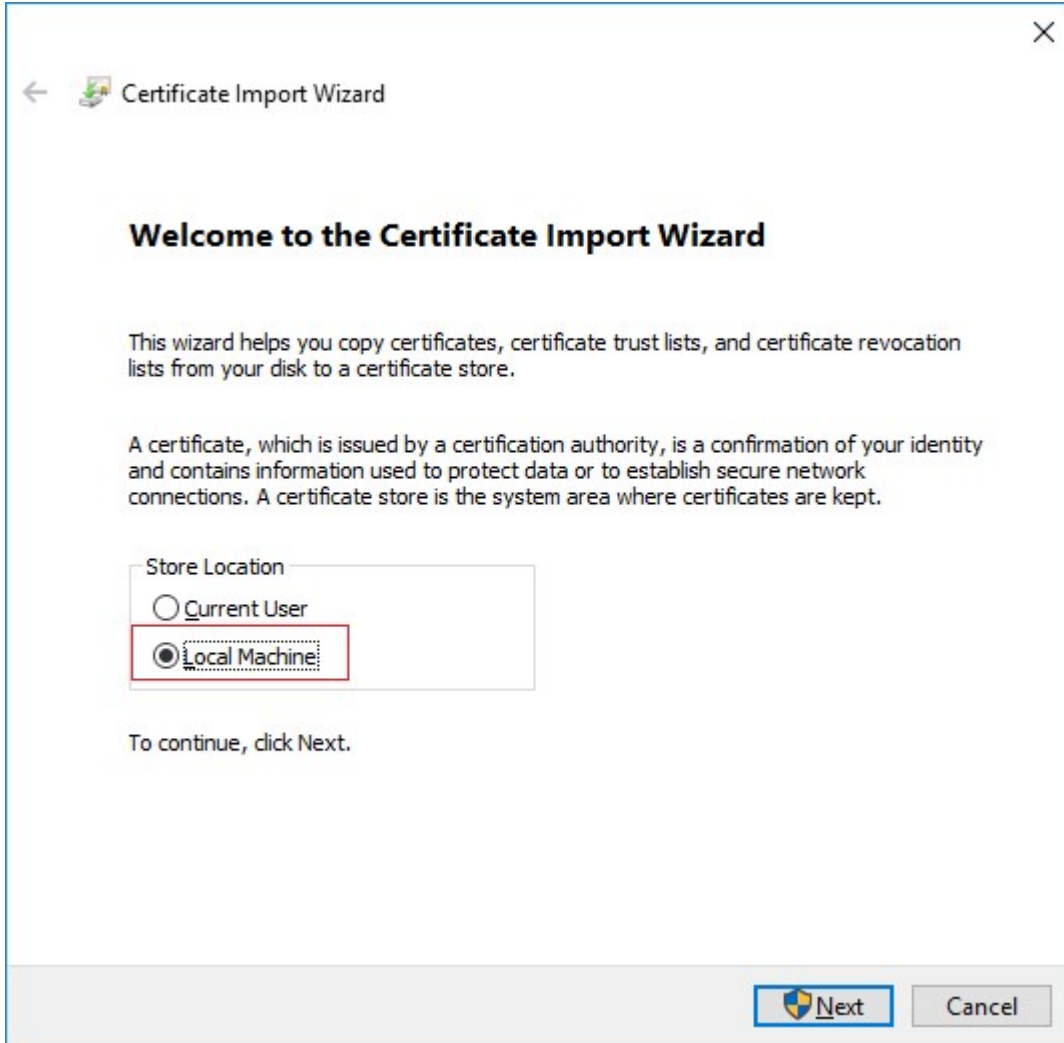 Certificate Import Wizard
Welcome to the Certificate Import Wizard
This wizard helps you copy certificates, certificate trust lists, and certificate revocation
lists from your disk to a certificate store.
A certificate, which is issued by a certification authority, is a confirmation of your identity
and contains information used to protect data or to establish secure network
connections. A certificate store is the system area where certificates are kept.
Store Location
Current User
Local Machine
To continue, click Next.
Next Cancel